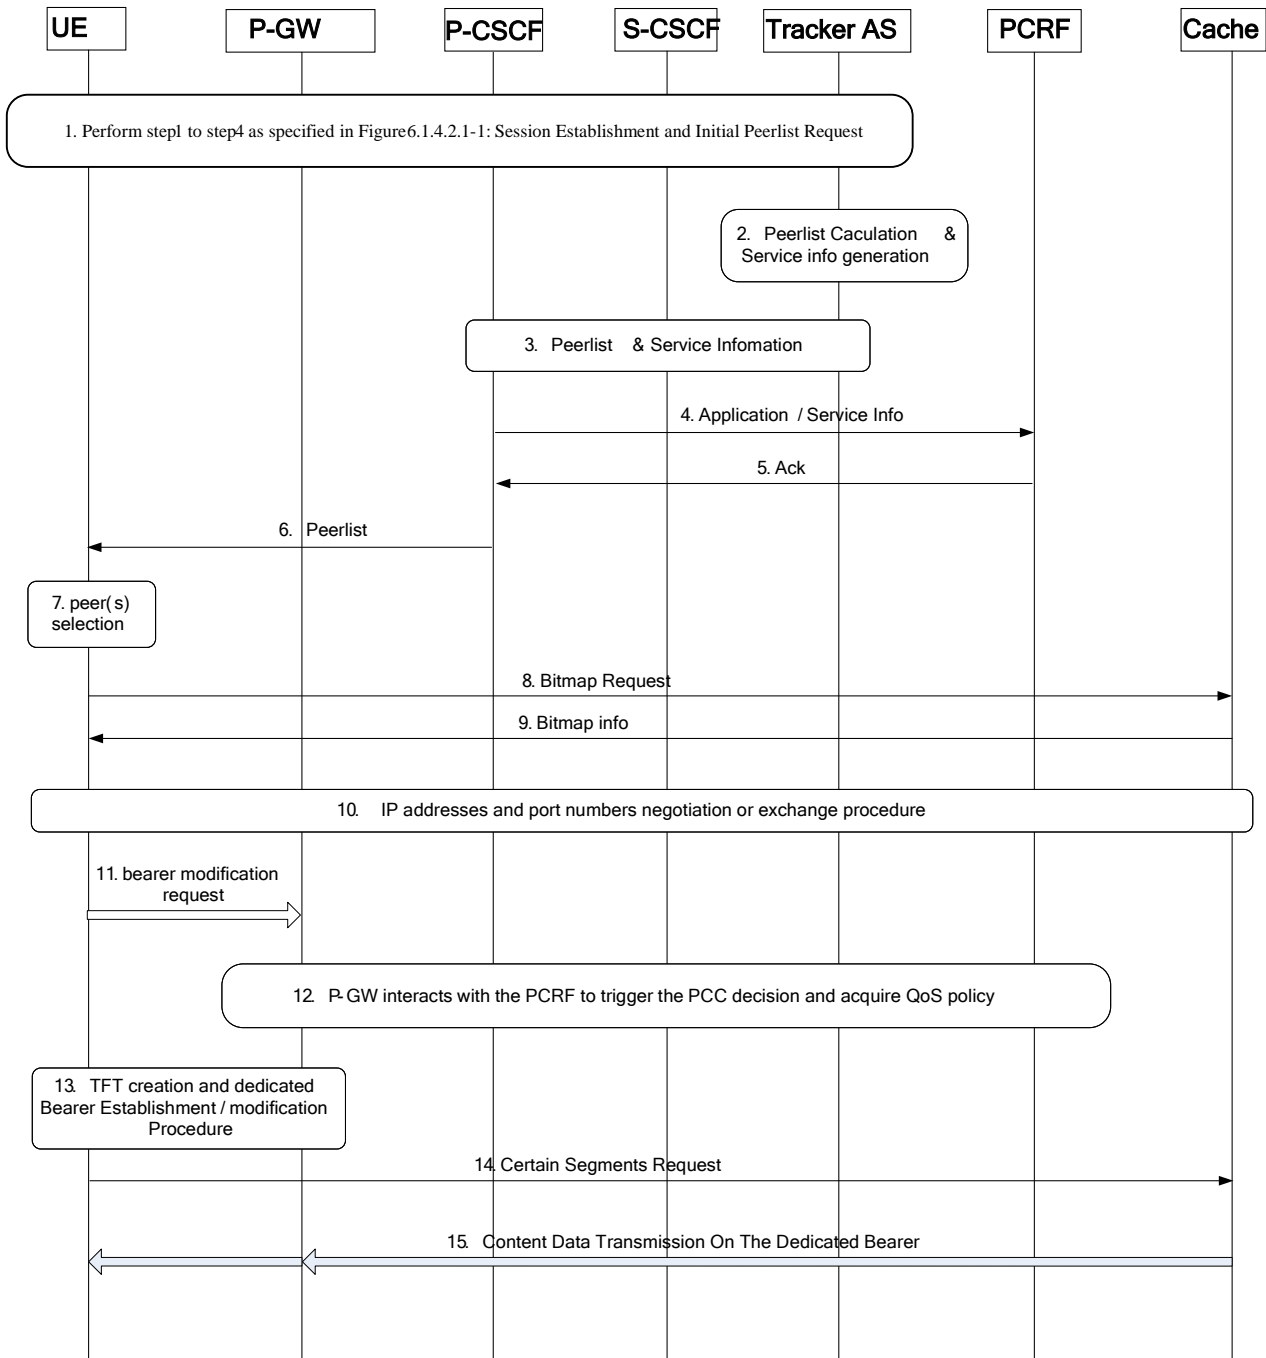 UE
P-GW
P-CSCF
S-CSCF
Tracker AS
PCRF
Cache
1. Perform step1 to step4 as specified in Figure6.1.4.2.1-1: Session Establishment and Initial Peerlist Request
2. Peerlist Caculation &
Service info generation
3. Peerlist & Service Infomation
4. Application / Service Info
5. Ack
6. Peerlist
7. peer(s)
selection
8. Bitmap Request
9. Bitmap info
10. IP addresses and port numbers negotiation or exchange procedure
11. bearer modification
request
12. P-GW interacts with the PCRF to trigger the PCC decision and acquire QoS policy
13. TFT creation and dedicated
Bearer Establishment / modification
Procedure
14. Certain Segments Request
15. Content Data Transmission On The Dedicated Bearer